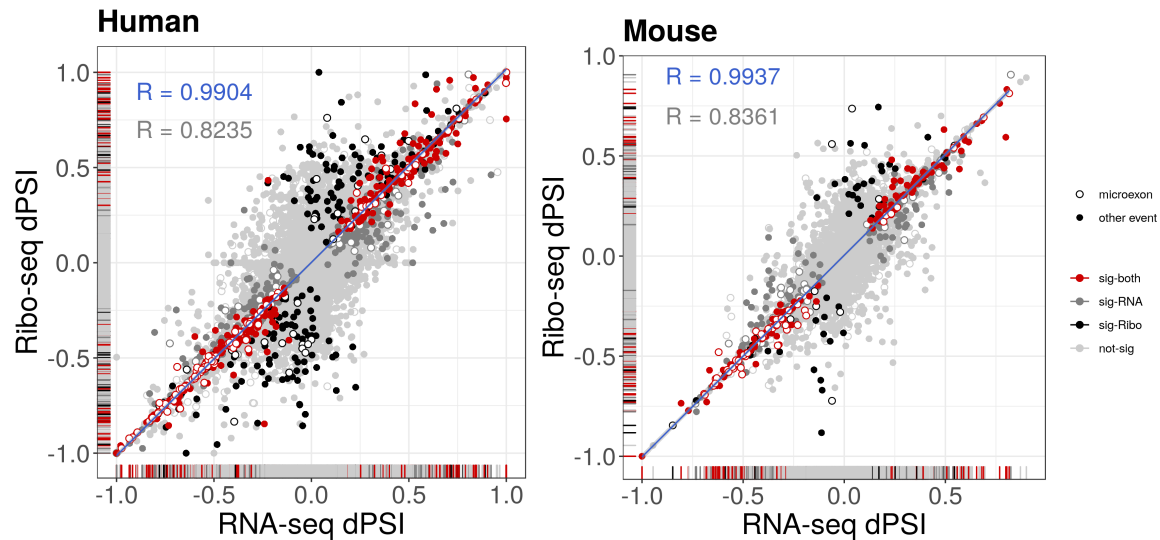 Human
R = 0.9904
R = 0.8235
Ribo-seq dPSI
1.0
0.5
0.0
-0.5
-1.0
-1.0
-0.5
0.0
0.5
1.0
RNA-seq dPSI
Mouse
R = 0.9937
R = 0.8361
Ribo-seq dPSI
1.0
0.5
0.0
-0.5
-1.0
-1.0
-0.5
0.0
0.5
RNA-seq dPSI
microexon
other event
sig-both
sig-RNA
sig-Ribo
not-sig